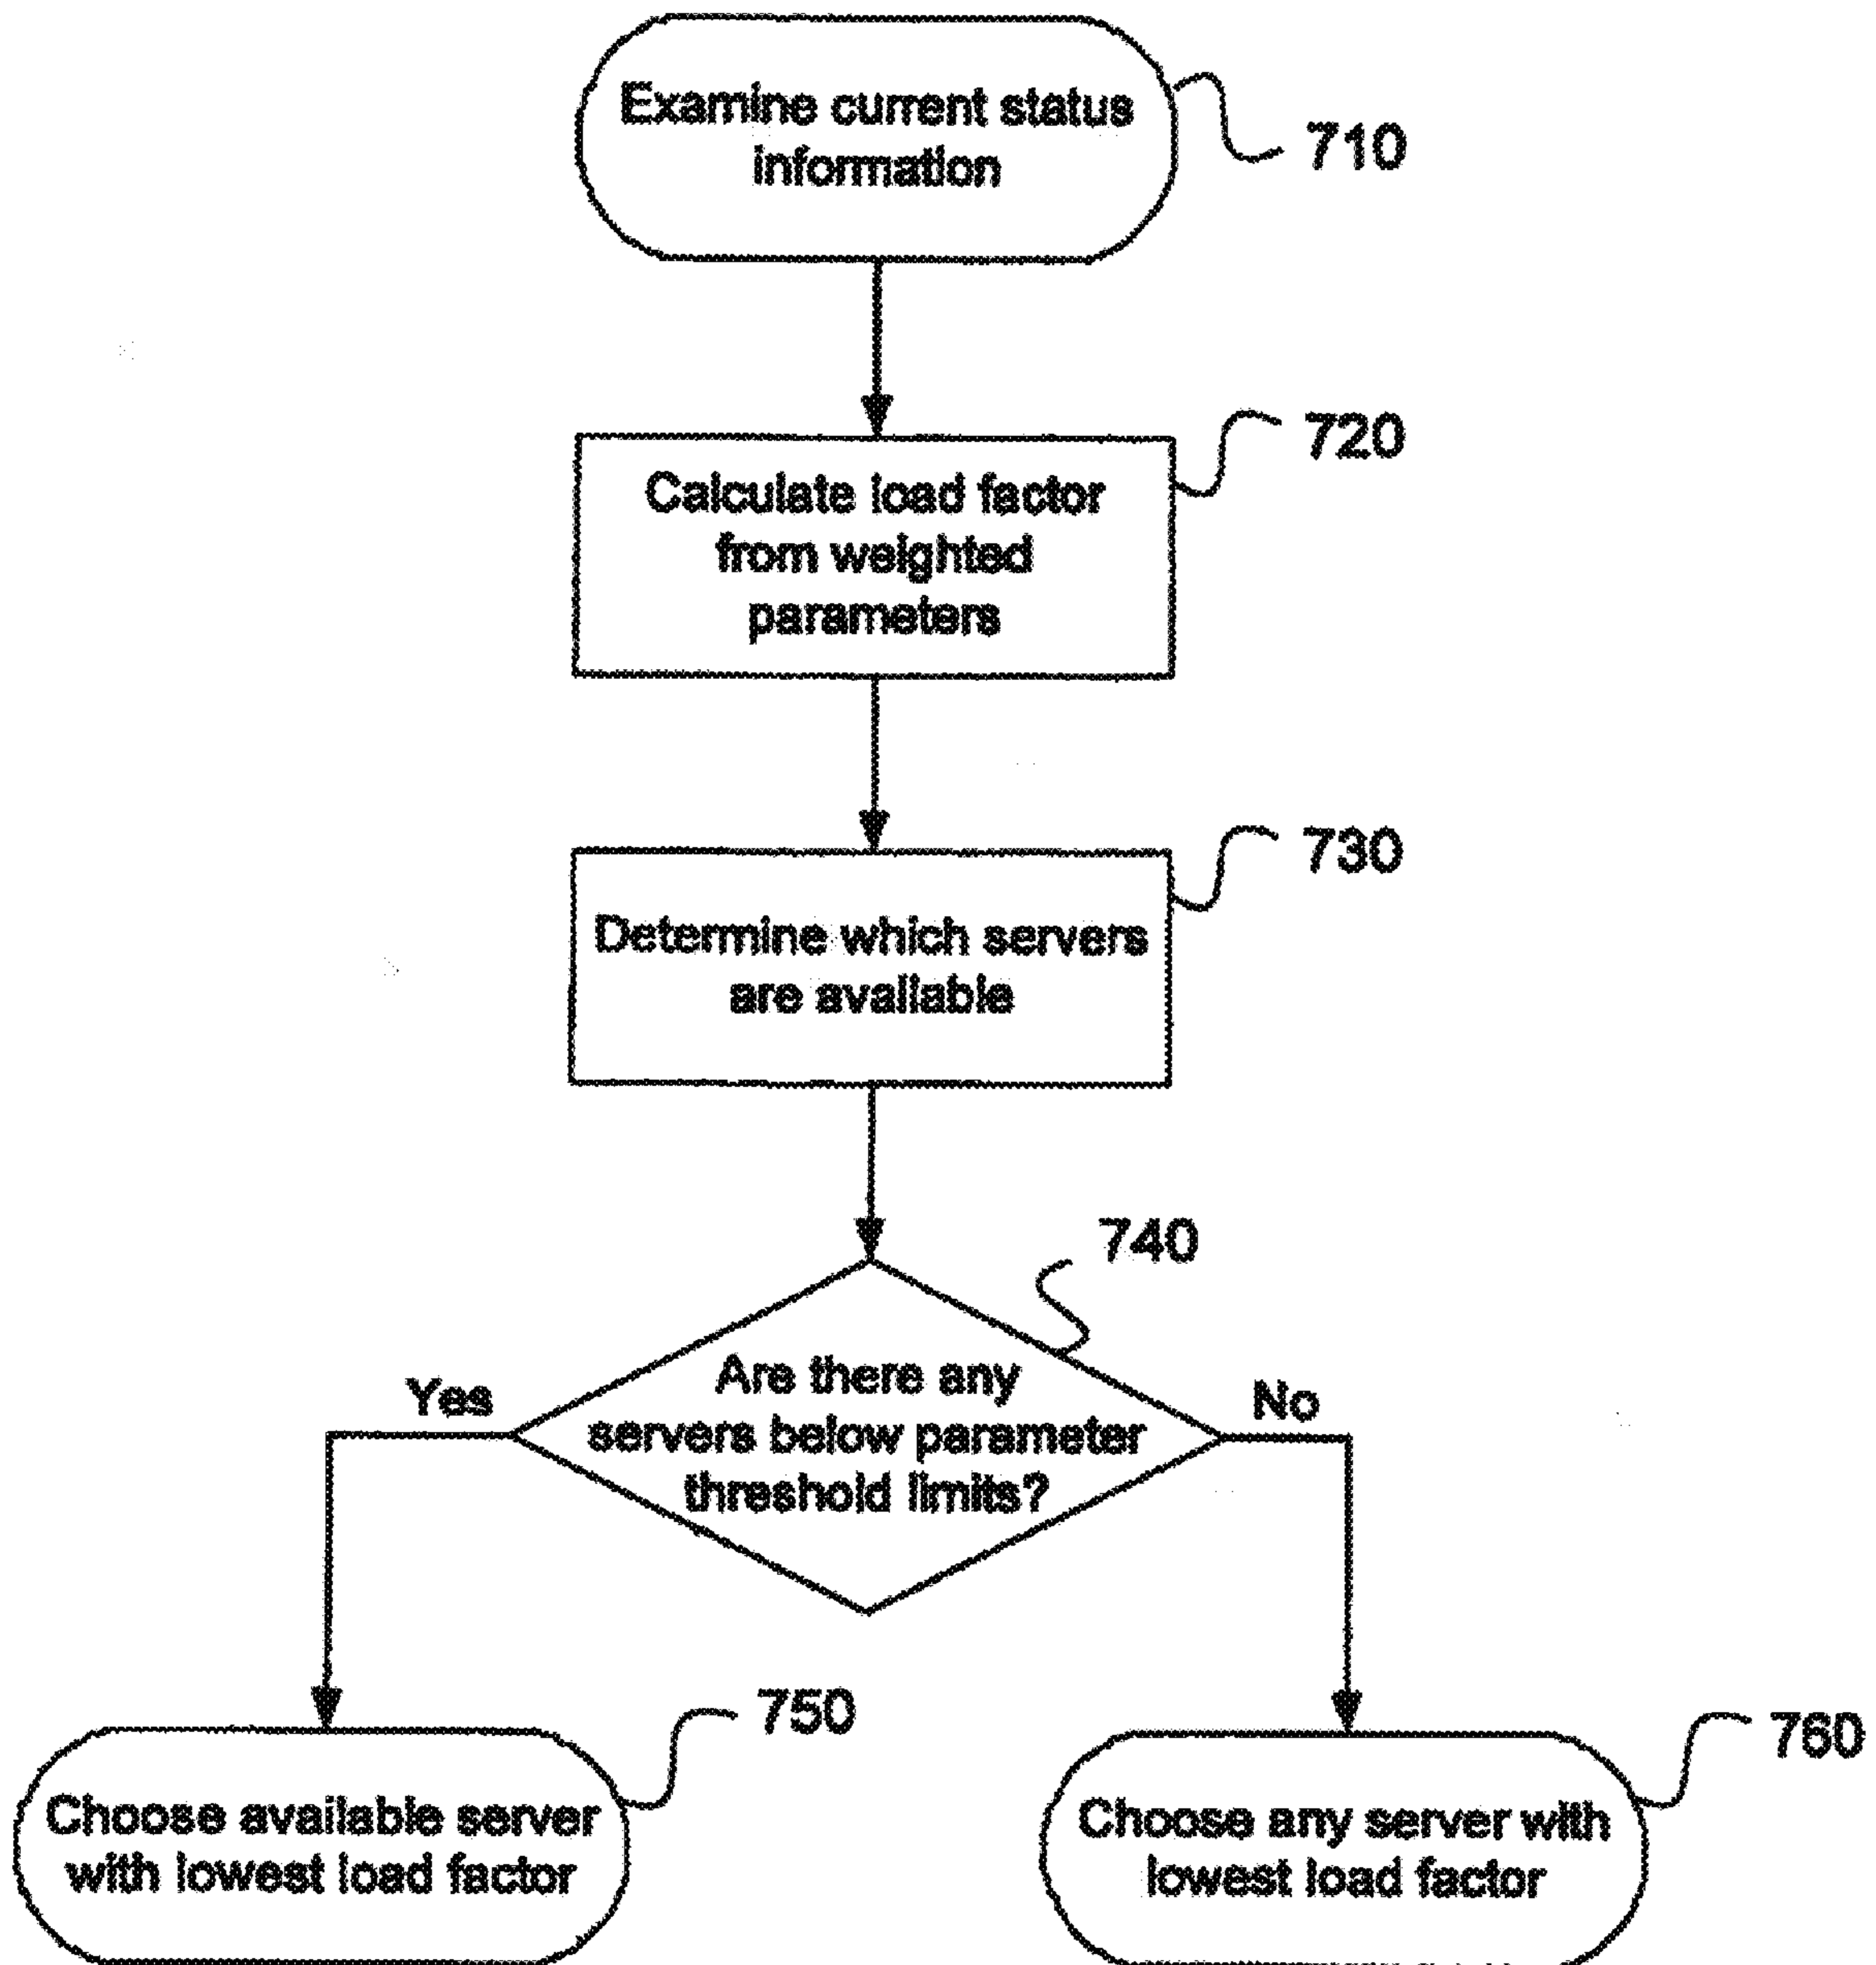 Examine current status
information
710
Calculate load factor
from weighted
parameters
720
Determine which servers
are available
730
740
Are there any
servers below parameter
threshold limits?
Yes
No
750
Choose available server
with lowest load factor
760
Choose any server with
lowest load factor